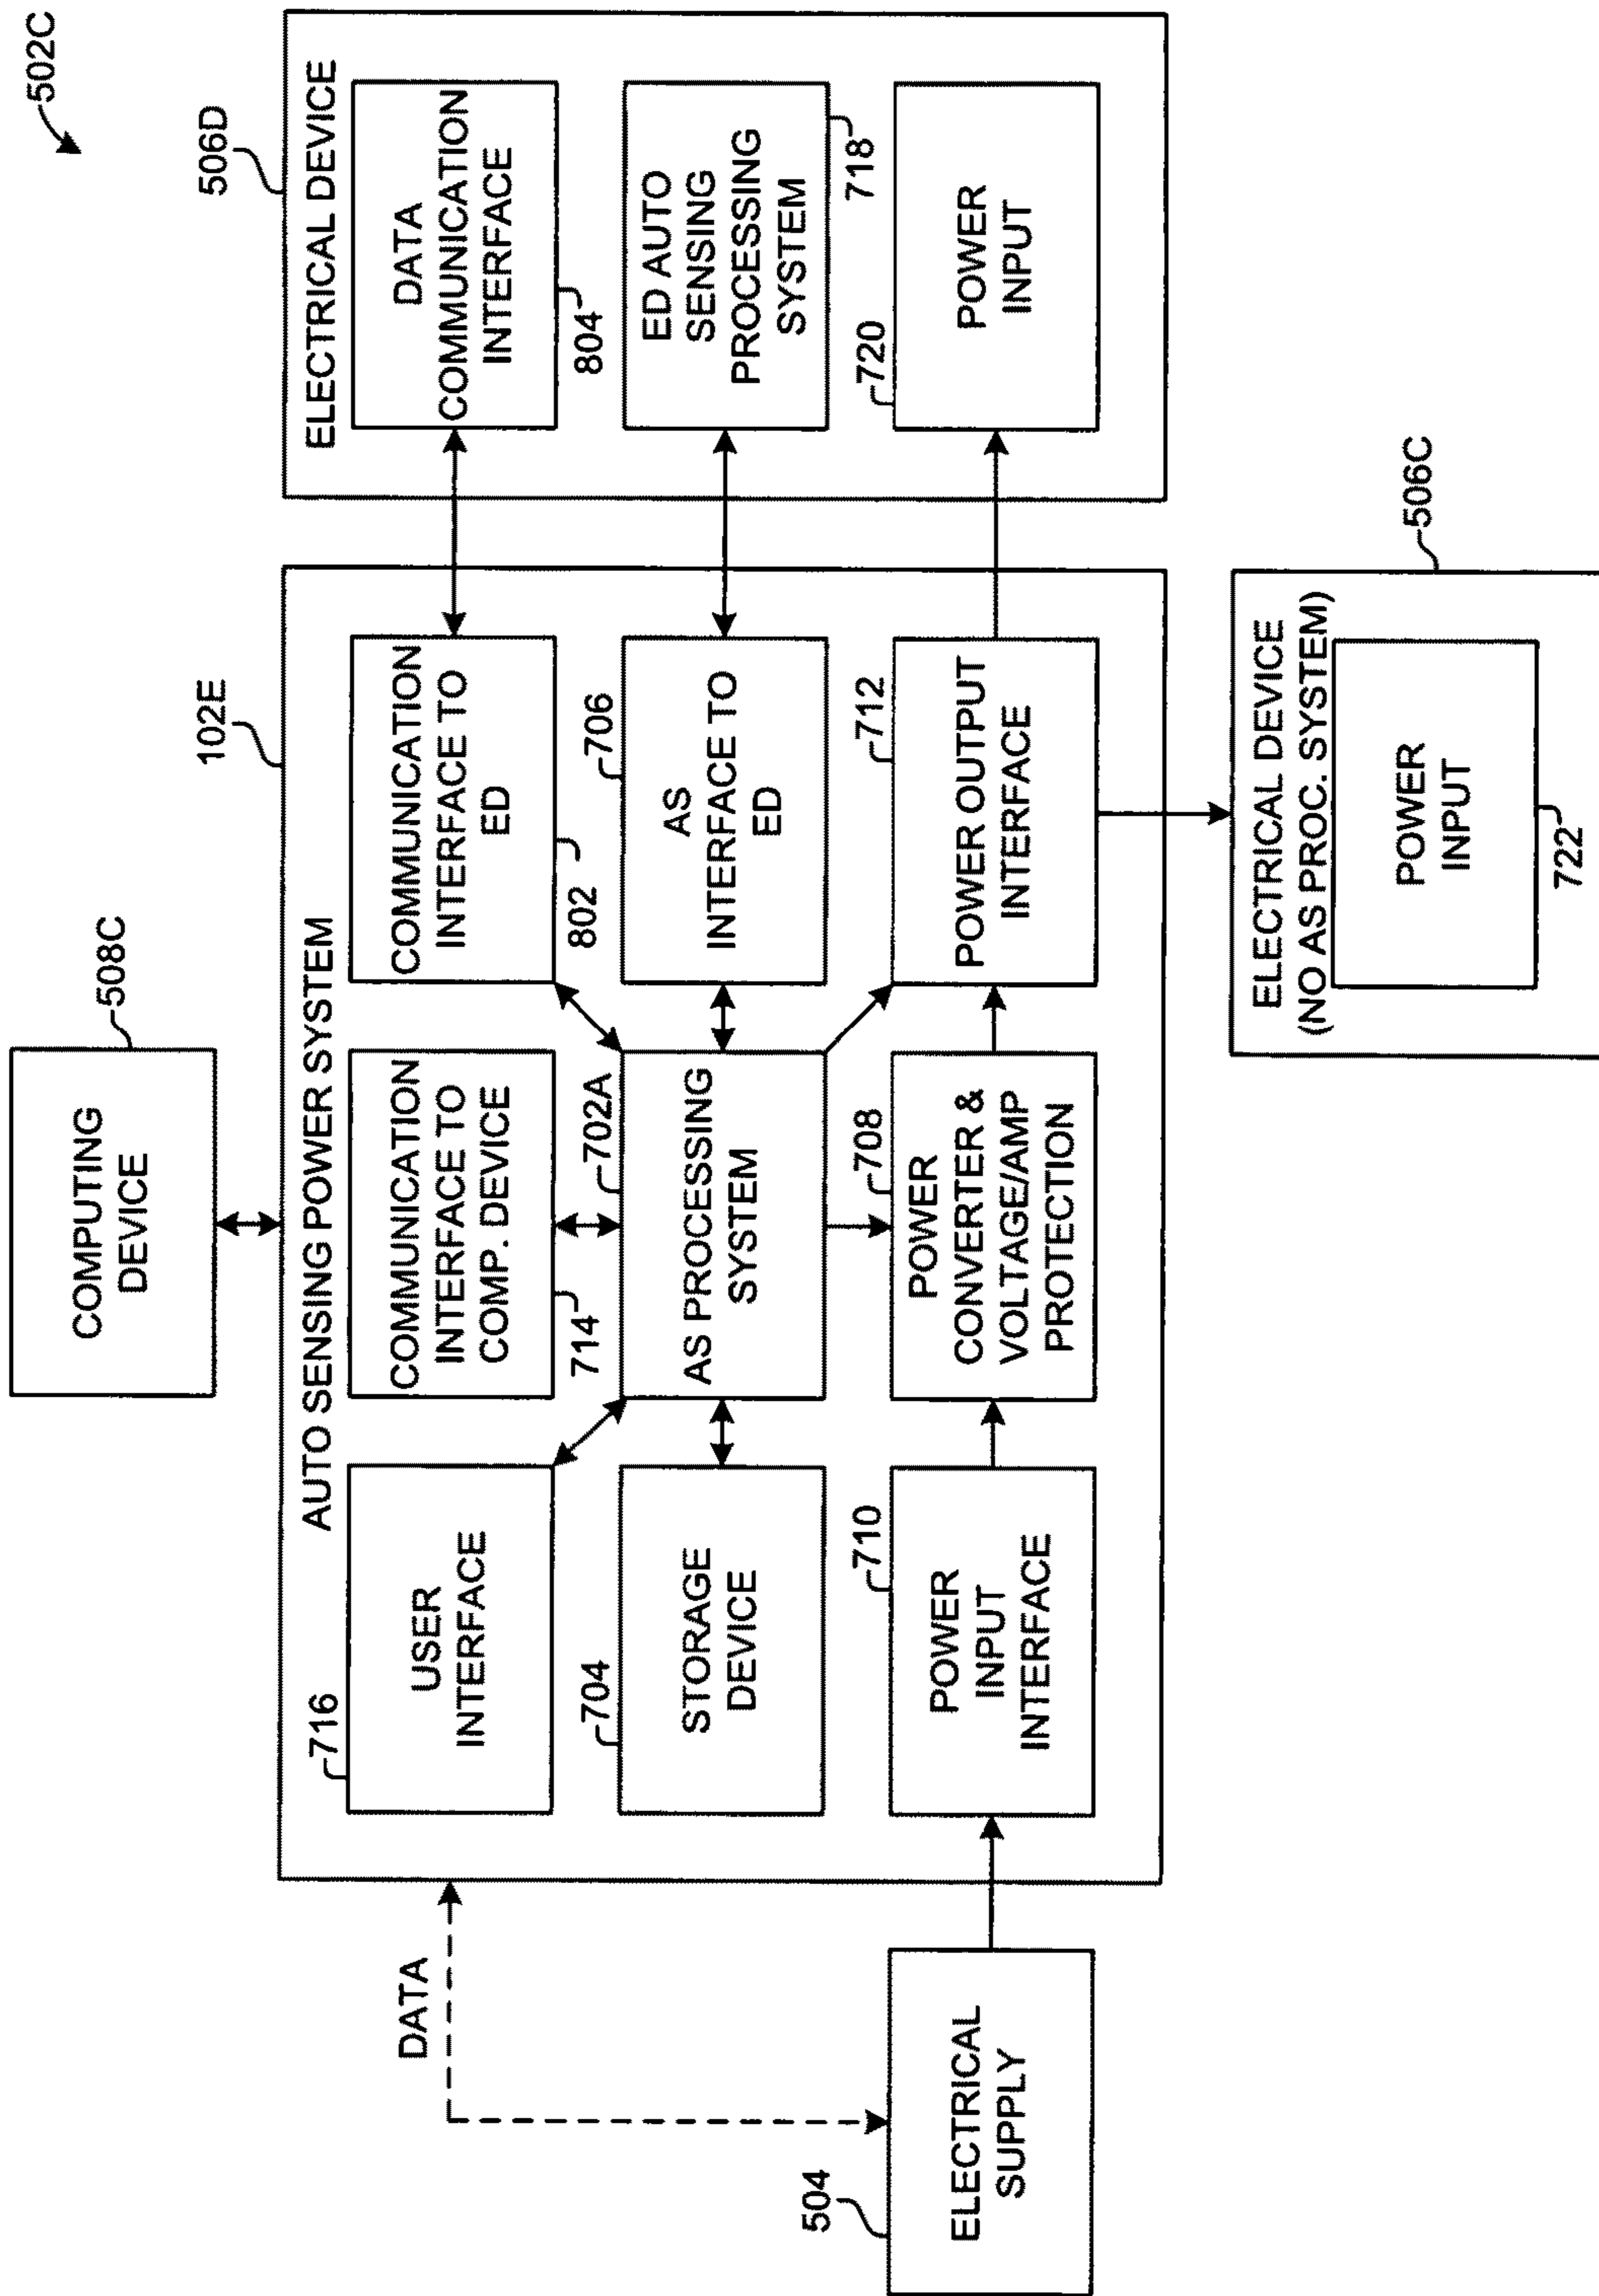 502C
COMPUTING
DEVICE
508C
AUTO SENSING POWER SYSTEM
102E
716
USER
INTERFACE
COMMUNICATION
INTERFACE TO
COMP. DEVICE
714
COMMUNICATION
INTERFACE TO
ED
802
704
STORAGE
DEVICE
702A
AS PROCESSING
SYSTEM
706
AS
INTERFACE TO
ED
710
POWER
INPUT
INTERFACE
708
POWER
CONVERTER &
VOLTAGE/AMP
PROTECTION
712
POWER OUTPUT
INTERFACE
506D
ELECTRICAL DEVICE
DATA
COMMUNICATION
INTERFACE
804
ED AUTO
SENSING
PROCESSING
SYSTEM
718
720
POWER
INPUT
DATA
504
ELECTRICAL
SUPPLY
506C
ELECTRICAL DEVICE
(NO AS PROC. SYSTEM)
POWER
INPUT
722